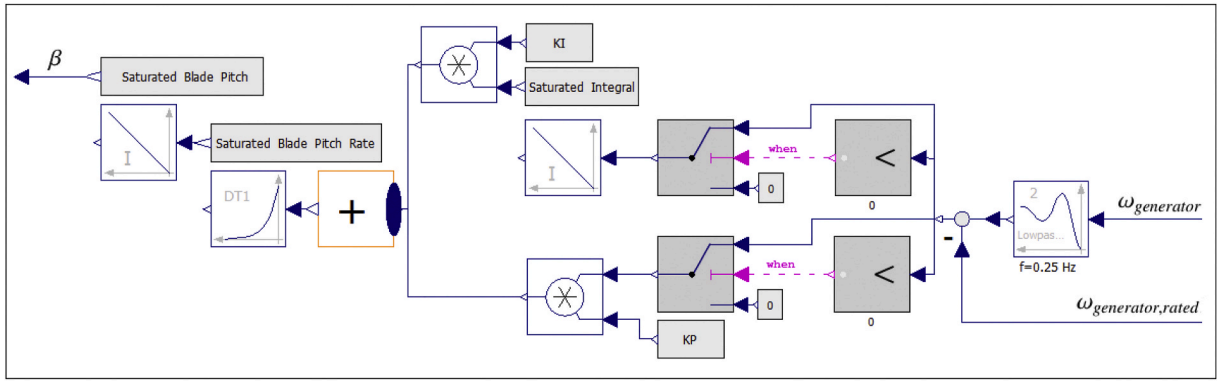 β
Saturated Blade Pitch
I
Saturated Blade Pitch Rate
DT1
+
KI
Saturated Integral
I
when
0
<
0
2
Lowpas...
f=0.25 Hz
ω_generator
-
ω_generator,rated
when
0
<
0
KP